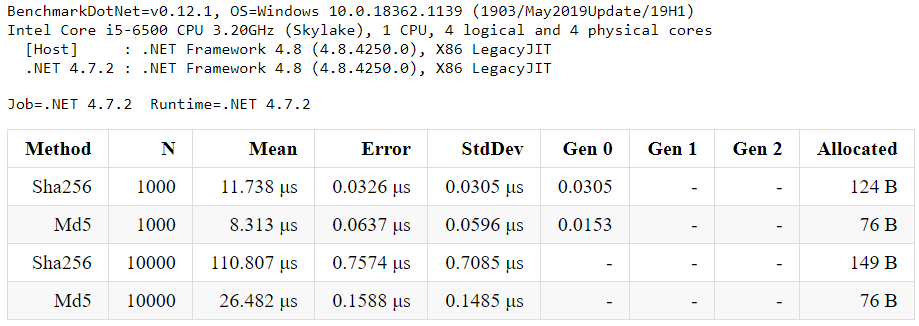 BenchmarkDotNet=v0.12.1, OS=Windows 10.0.18362.1139 (1903/May2019Update/19H1)
Intel Core i5-6500 CPU 3.20GHz (Skylake), 1 CPU, 4 logical and 4 physical cores
  [Host]     : .NET Framework 4.8 (4.8.4250.0), X86 LegacyJIT
  .NET 4.7.2 : .NET Framework 4.8 (4.8.4250.0), X86 LegacyJIT
Job=.NET 4.7.2  Runtime=.NET 4.7.2
Method N Mean Error StdDev Gen 0 Gen 1 Gen 2 Allocated
Sha256 1000 11.738 μs 0.0326 μs 0.0305 μs 0.0305 - - 124 B
Md5 1000 8.313 μs 0.0637 μs 0.0596 μs 0.0153 - - 76 B
Sha256 10000 110.807 μs 0.7574 μs 0.7085 μs - - - 149 B
Md5 10000 26.482 μs 0.1588 μs 0.1485 μs - - - 76 B